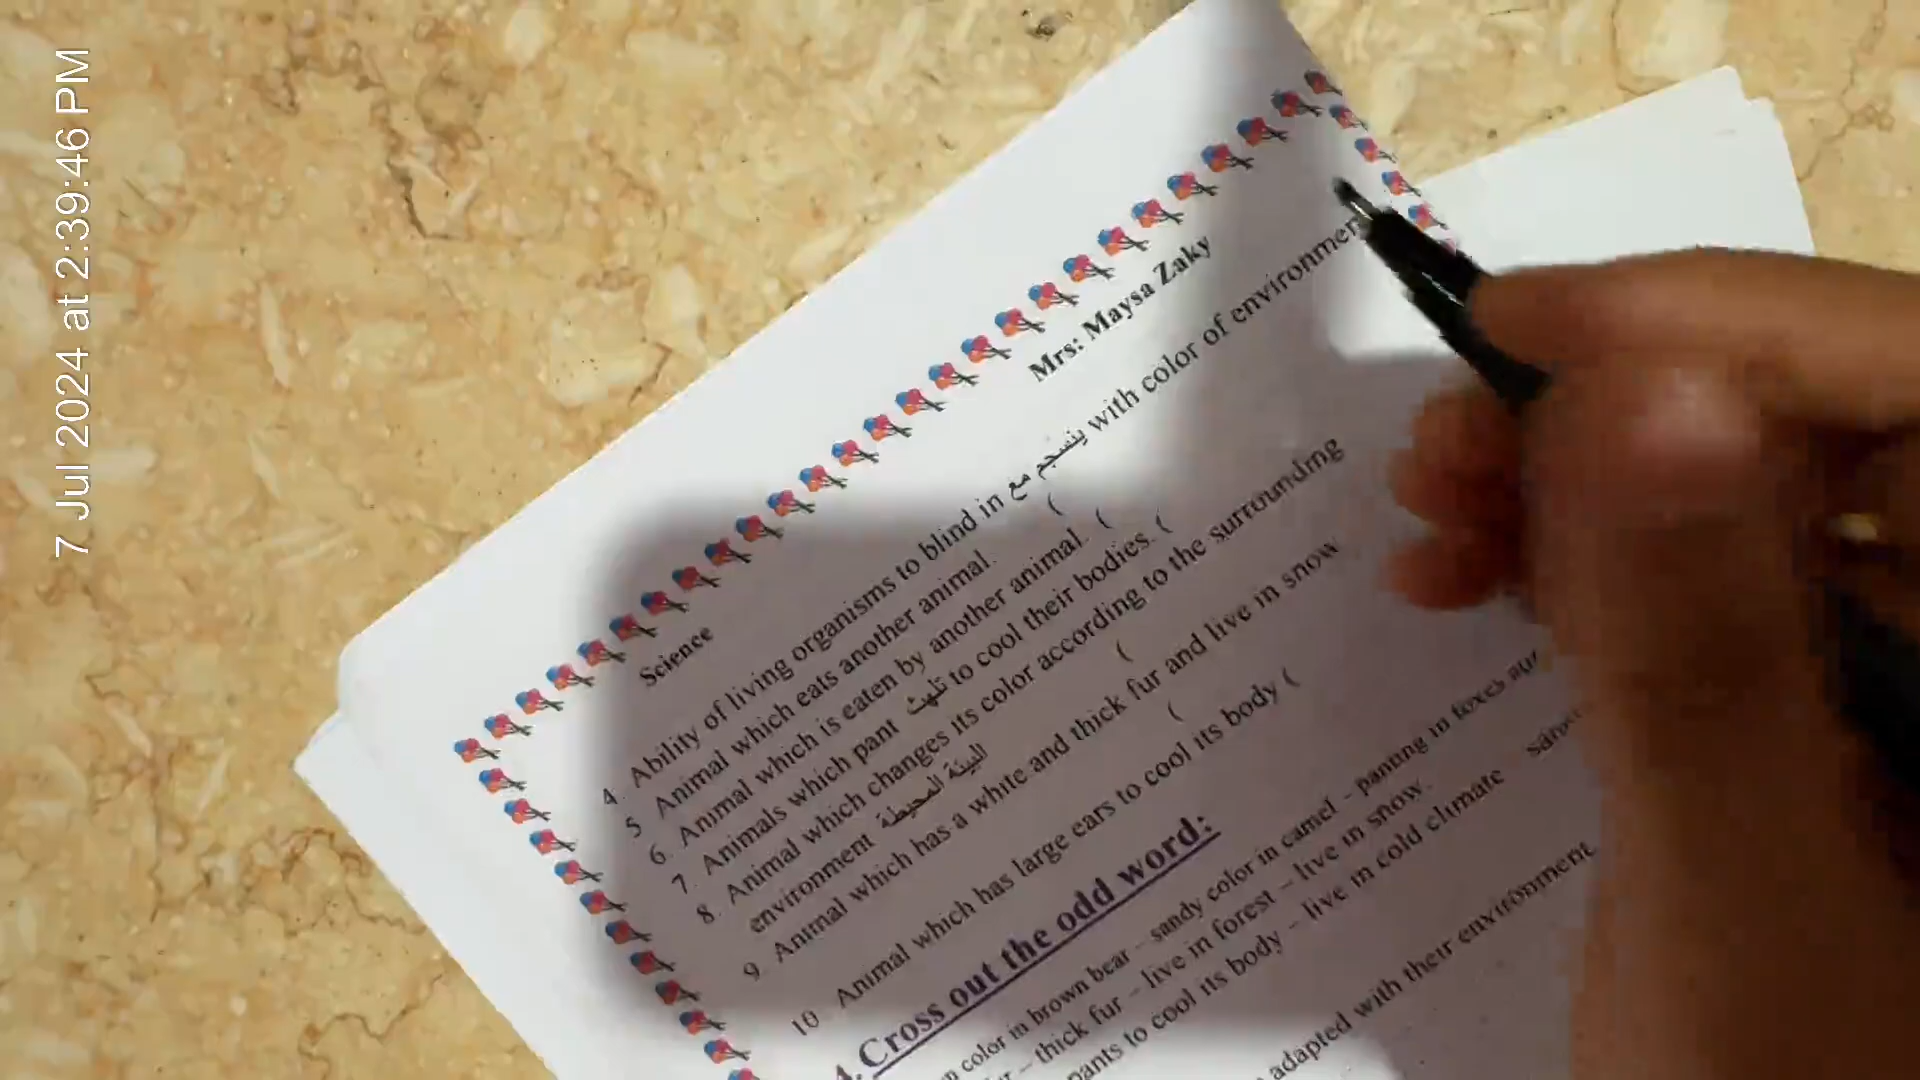 7 Jul 2024 at 2:39:46 PM
Science Mrs: Maysa Zaky
4. Ability of living organisms to blind in ينسجم مع with color of environment
5 Animal which eats another animal. (
6. Animal which is eaten by another animal. (
7. Animals which pant تلهث to cool their bodies. (
8. Animal which changes its color according to the surrounding
environment البيئة المحيطة (
9. Animal which has a white and thick fur and live in snow
(
10. Animal which has large ears to cool its body (
4. Cross out the odd word:
color in brown bear – sandy color in camel - panting in foxes
– thick fur – live in forest – live in snow.
pants to cool its body – live in cold climate
adapted with their environment